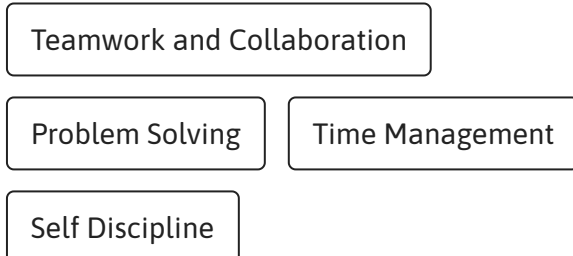 Teamwork and Collaboration
Problem Solving Time Management
Self Discipline